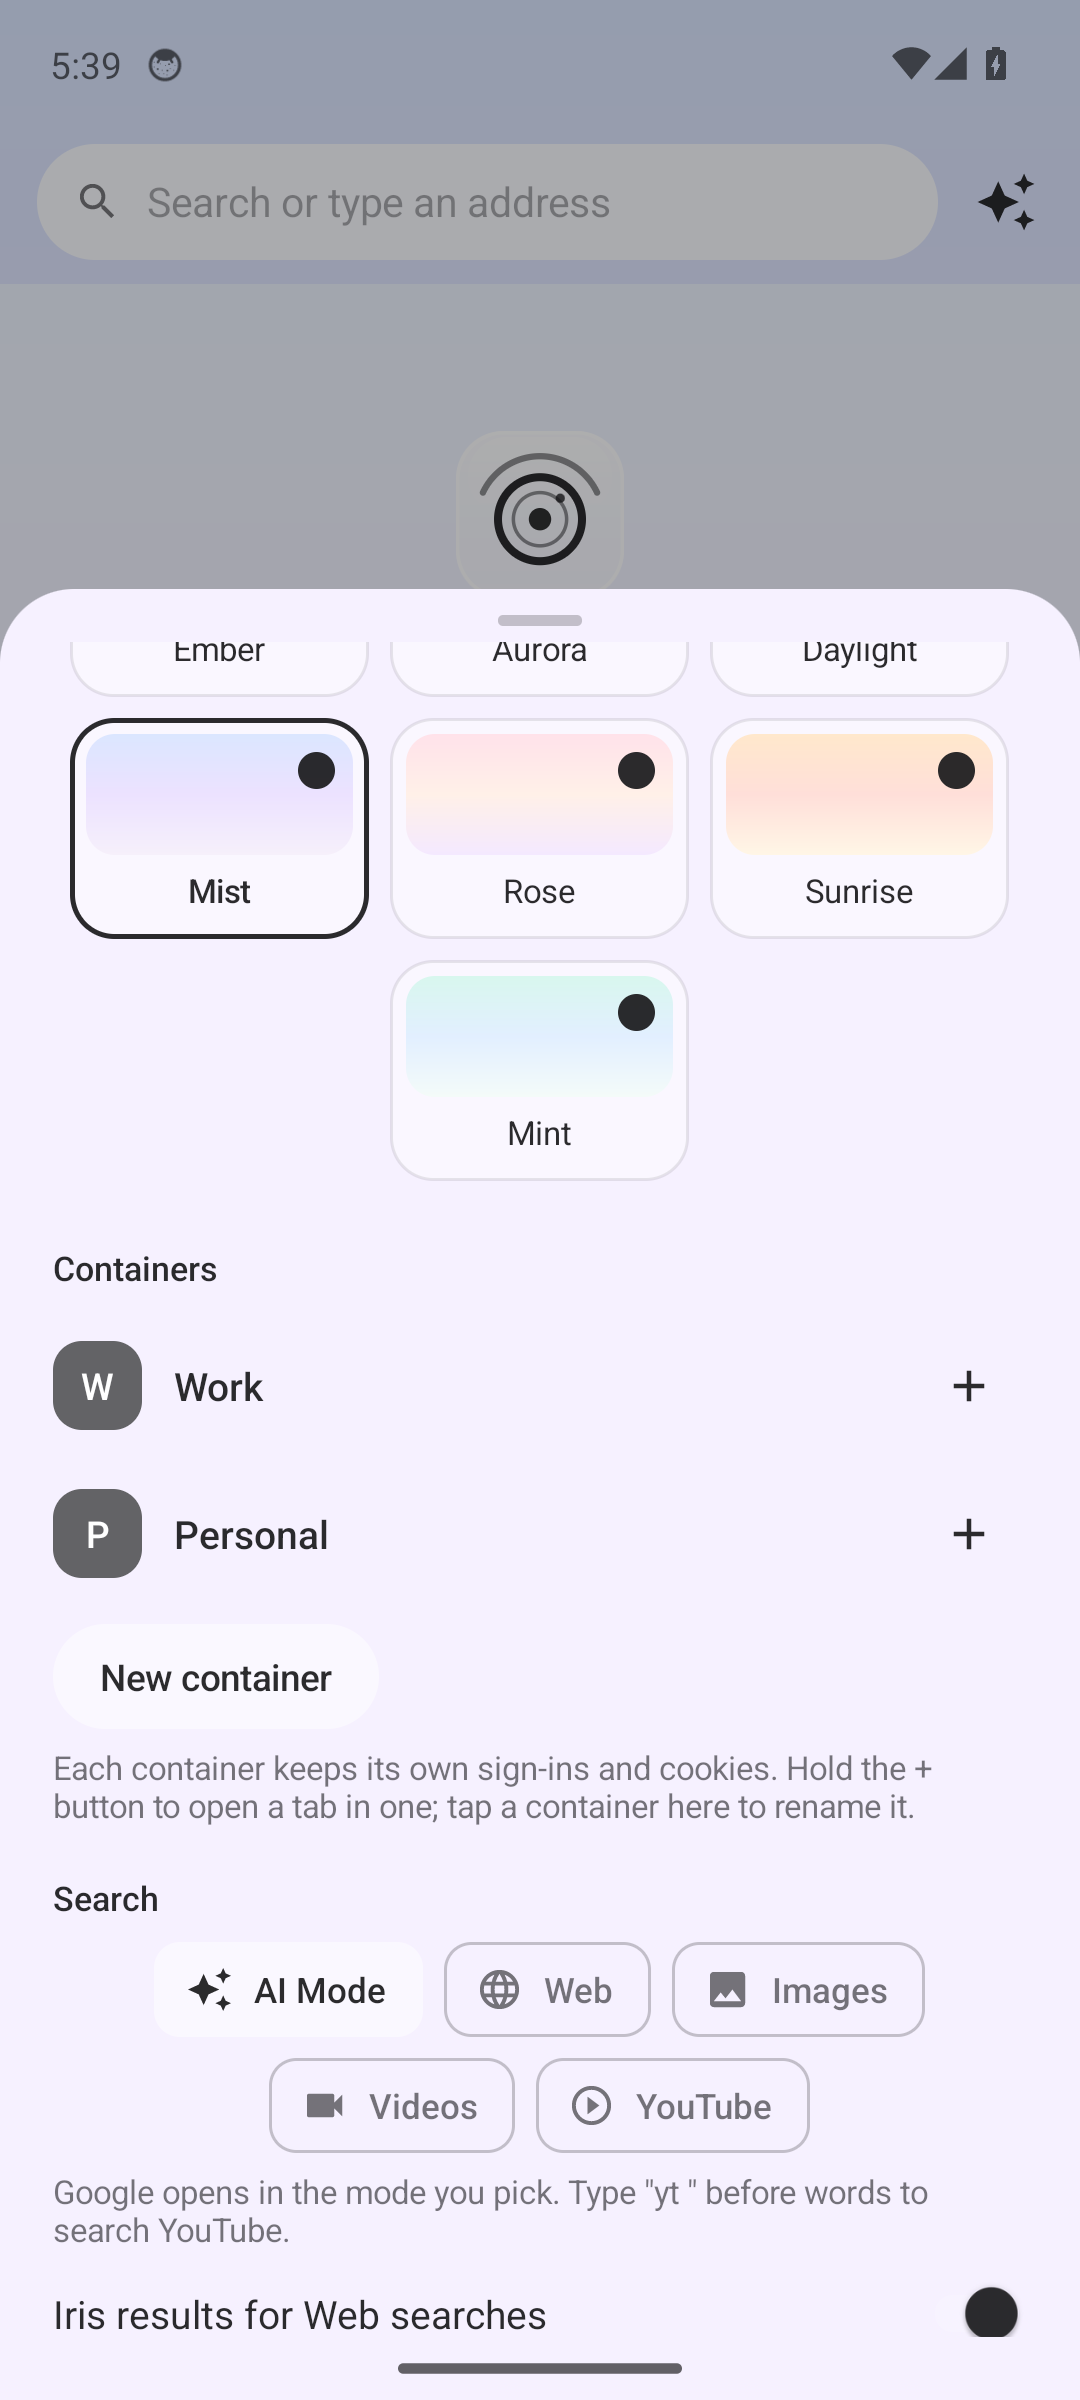 5:39
Search or type an address
Ember
Aurora
Daylight
Mist
Rose
Sunrise
Mint
Containers
W
Work
+
P
Personal
+
New container
Each container keeps its own sign-ins and cookies. Hold the +
button to open a tab in one; tap a container here to rename it.
Search
AI Mode
Web
Images
Videos
YouTube
Google opens in the mode you pick. Type "yt " before words to
search YouTube.
Iris results for Web searches